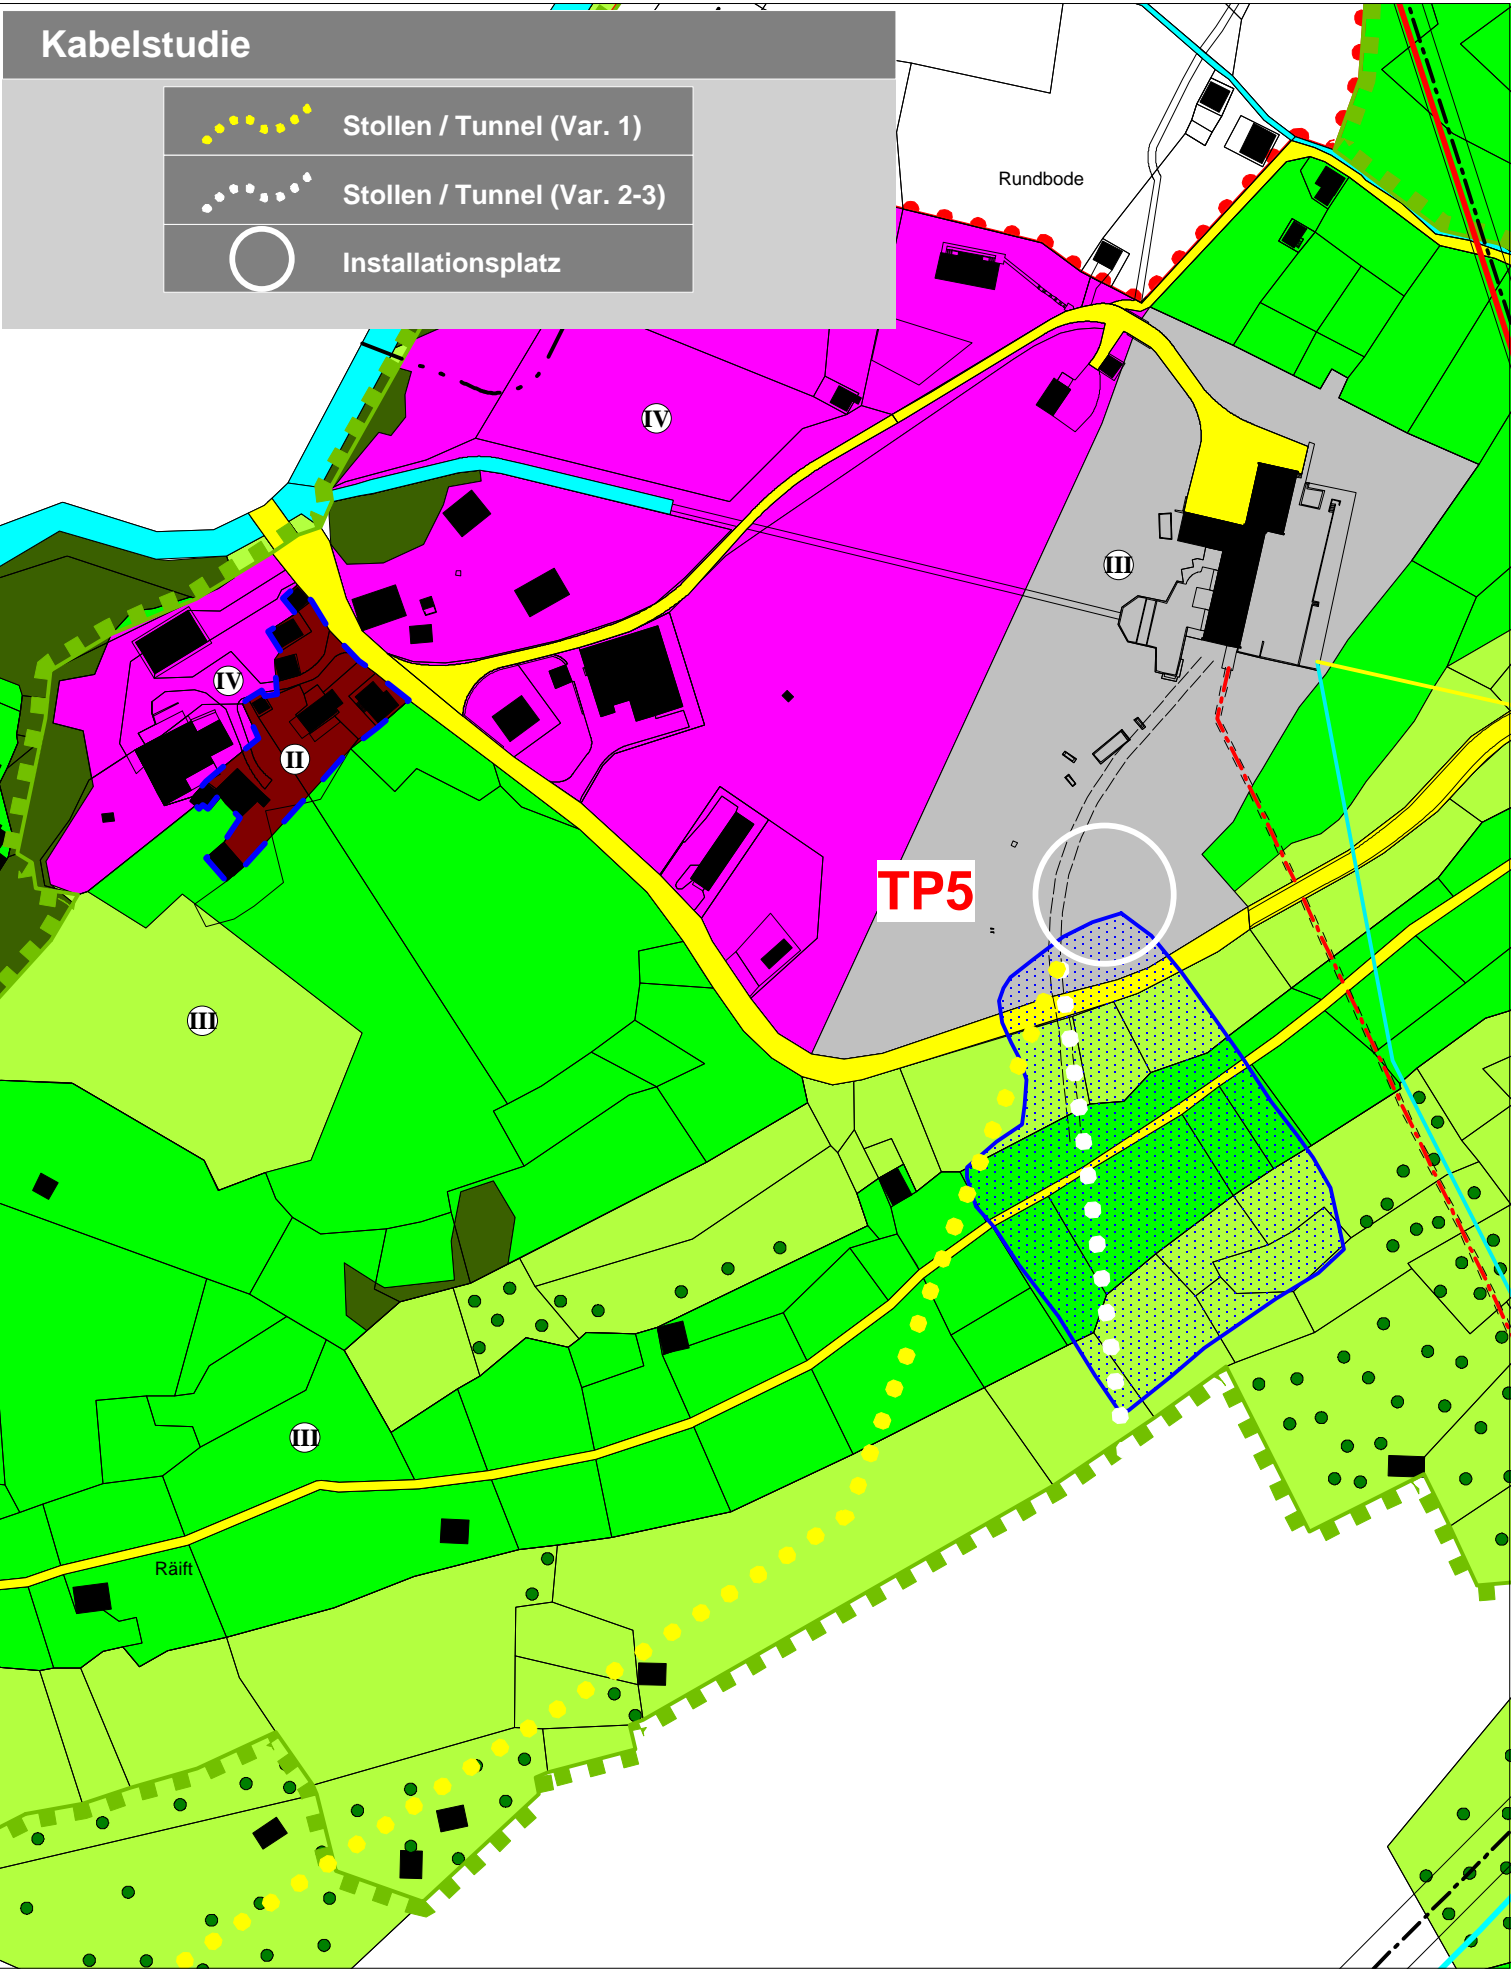 Kabelstudie
Stollen / Tunnel (Var. 1)
Stollen / Tunnel (Var. 2-3)
Installationsplatz
Rundbode
IV
III
IV
II
TP5
III
III
Räift